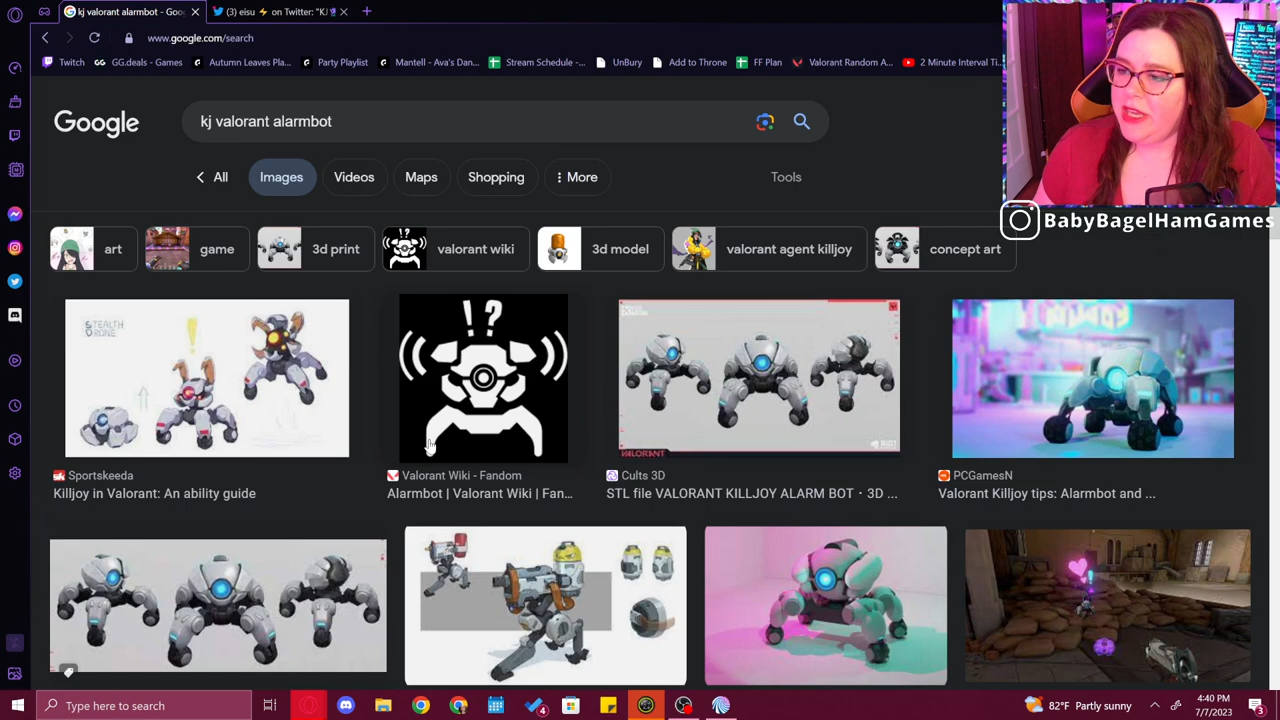 kj valorant alarmbot - Goo
(3) eisu ⚡ on Twitter: "KJ
www.google.com/search
Twitch
GG.deals - Games
Autumn Leaves Pla...
Party Playlist
Mantell - Ava's Dan...
Stream Schedule -...
UnBury
Add to Throne
FF Plan
Valorant Random A...
2 Minute Interval Ti...
Google
kj valorant alarmbot
All
Images
Videos
Maps
Shopping
More
Tools
BabyBagelHamGames
art
game
3d print
valorant wiki
3d model
valorant agent killjoy
concept art
STEALTH
DRONE
!?
VALORANT
Sportskeeda
Killjoy in Valorant: An ability guide
Valorant Wiki - Fandom
Alarmbot | Valorant Wiki | Fan...
Cults 3D
STL file VALORANT KILLJOY ALARM BOT・3D ...
PCGamesN
Valorant Killjoy tips: Alarmbot and ...
Type here to search
4
82°F Partly sunny
4:40 PM
7/7/2023
3